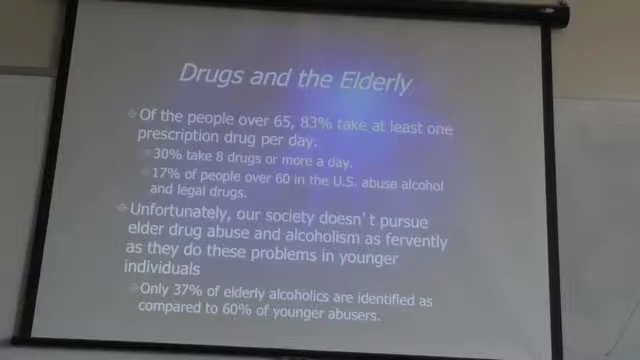 Drugs and the Elderly
Of the people over 65, 83% take at least one
prescription drug per day.
30% take 8 drugs or more a day.
17% of people over 60 in the U.S. abuse alcohol
and legal drugs.
Unfortunately, our society doesn't pursue
elder drug abuse and alcoholism as fervently
as they do these problems in younger
individuals
Only 37% of elderly alcoholics are identified as
compared to 60% of younger abusers.